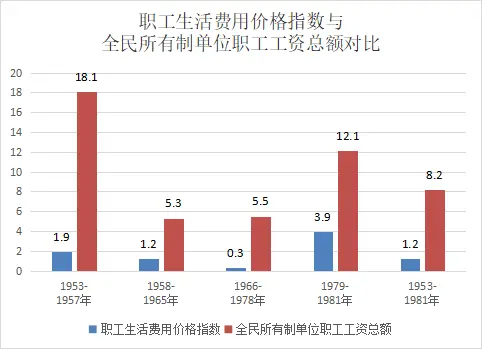 职工生活费用价格指数与
全民所有制单位职工工资总额对比
20
18
16
14
12
10
8
6
4
2
0
1.9
18.1
1.2
5.3
0.3
5.5
3.9
12.1
1.2
8.2
1953-
1957年
1958-
1965年
1966-
1978年
1979-
1981年
1953-
1981年
职工生活费用价格指数
全民所有制单位职工工资总额